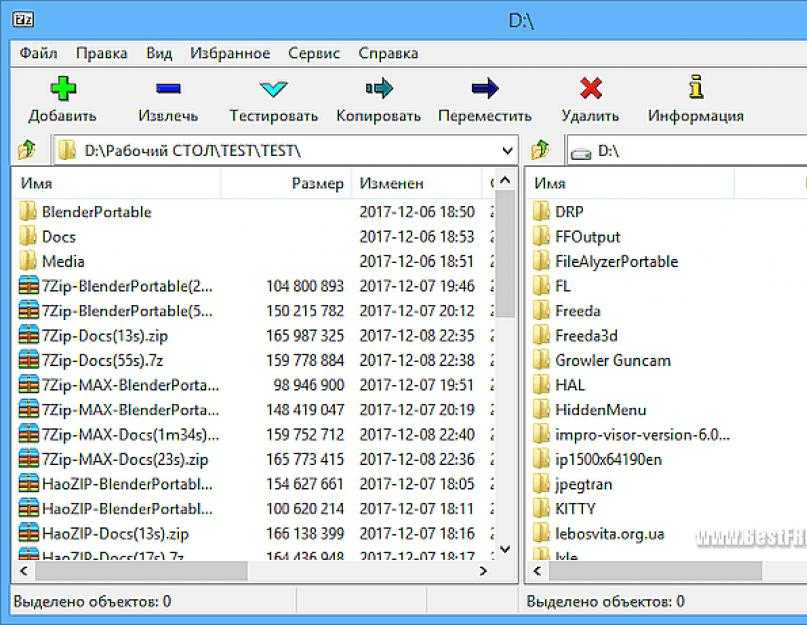 7z D:\
Файл Правка Вид Избранное Сервис Справка
Добавить Извлечь Тестировать Копировать Переместить Удалить Информация
D:\Рабочий СТОЛ\TEST\TEST\
Имя Размер Изменен
BlenderPortable 2017-12-06 18:50
Docs 2017-12-06 18:53
Media 2017-12-06 18:51
7Zip-BlenderPortable(2... 104 800 893 2017-12-07 19:46
7Zip-BlenderPortable(5... 150 215 782 2017-12-07 20:12
7Zip-Docs(13s).zip 165 987 325 2017-12-08 22:35
7Zip-Docs(55s).7z 159 778 884 2017-12-08 22:38
7Zip-MAX-BlenderPorta... 98 946 900 2017-12-07 19:51
7Zip-MAX-BlenderPorta... 148 419 047 2017-12-07 20:19
7Zip-MAX-Docs(1m34s)... 159 752 712 2017-12-08 22:40
7Zip-MAX-Docs(23s).zip 165 773 415 2017-12-08 22:36
HaoZIP-BlenderPortabl... 154 627 661 2017-12-07 18:05
HaoZIP-BlenderPortabl... 100 620 214 2017-12-07 18:11
HaoZIP-Docs(13s).zip 166 138 399 2017-12-07 18:16
HaoZIP-Docs(17s).7z 164 436 948 2017-12-07 18:17
Выделено объектов: 0
D:\
Имя
DRP
FFOutput
FileAlyzerPortable
FL
Freeda
Freeda3d
Growler Guncam
HAL
HiddenMenu
impro-visor-version-6.0...
ip1500x64190en
jpegtran
KITTY
lebosvita.org.ua
lxle
www.BestFR
Выделено объектов: 0